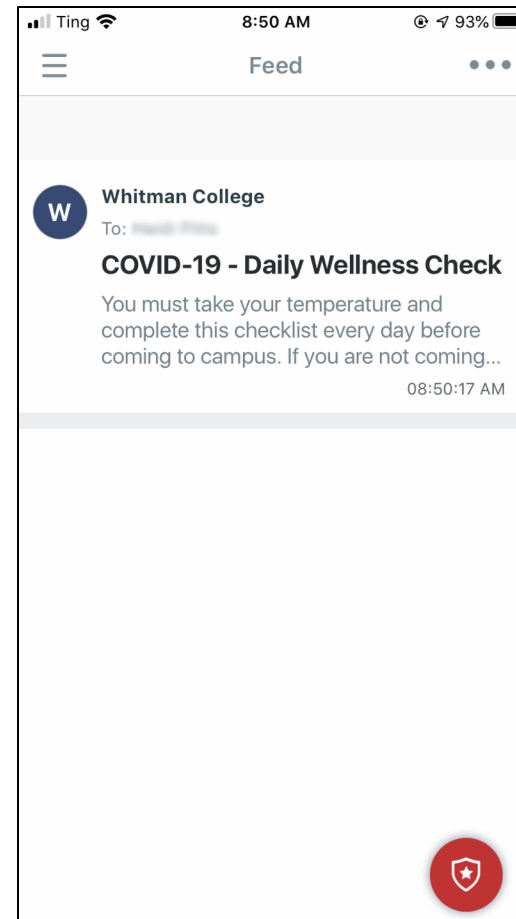 Ting 8:50 AM 93%
Feed
W Whitman College
To:
COVID-19 - Daily Wellness Check
You must take your temperature and
complete this checklist every day before
coming to campus. If you are not coming...
08:50:17 AM